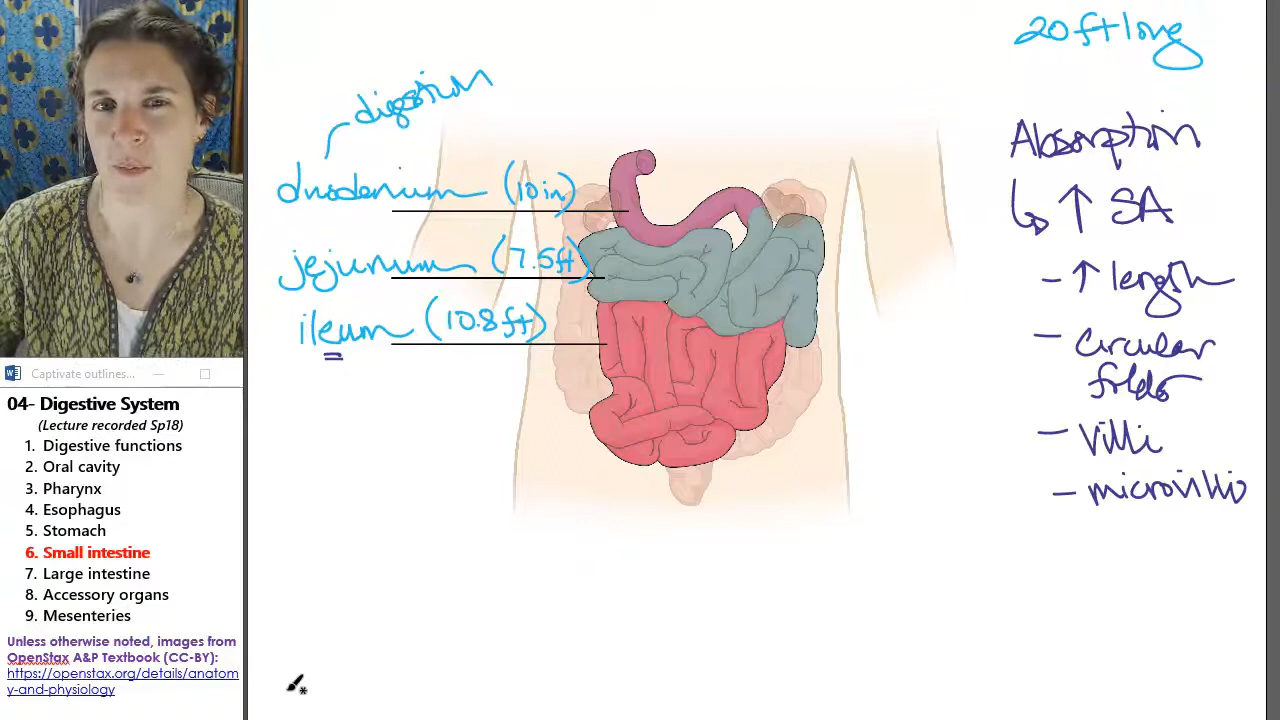 20 ft long
digestion
duodenum (10 in)
jejunum (7.5 ft)
ileum (10.8 ft)
Absorption
↳ ↑ SA
- ↑ length
- circular
folds
- Villi
- microvilli
Captivate outlines...
04- Digestive System
(Lecture recorded Sp18)
1. Digestive functions
2. Oral cavity
3. Pharynx
4. Esophagus
5. Stomach
6. Small intestine
7. Large intestine
8. Accessory organs
9. Mesenteries
Unless otherwise noted, images from
OpenStax A&P Textbook (CC-BY):
https://openstax.org/details/anatom
y-and-physiology